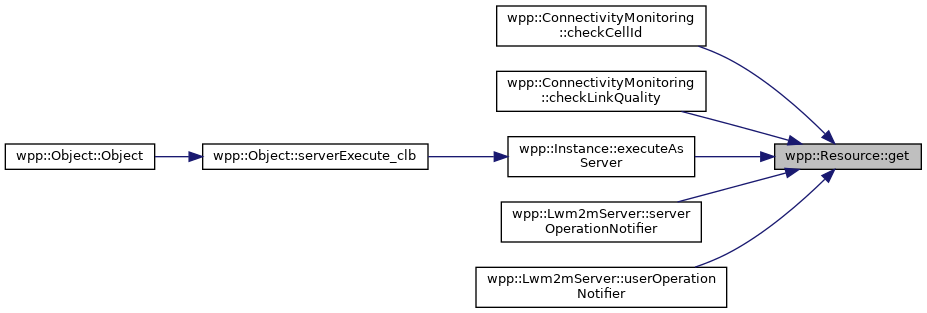 wpp::ConnectivityMonitoring
::checkCellId
wpp::ConnectivityMonitoring
::checkLinkQuality
wpp::Object::Object
wpp::Object::serverExecute_clb
wpp::Instance::executeAs
Server
wpp::Resource::get
wpp::Lwm2mServer::server
OperationNotifier
wpp::Lwm2mServer::userOperation
Notifier